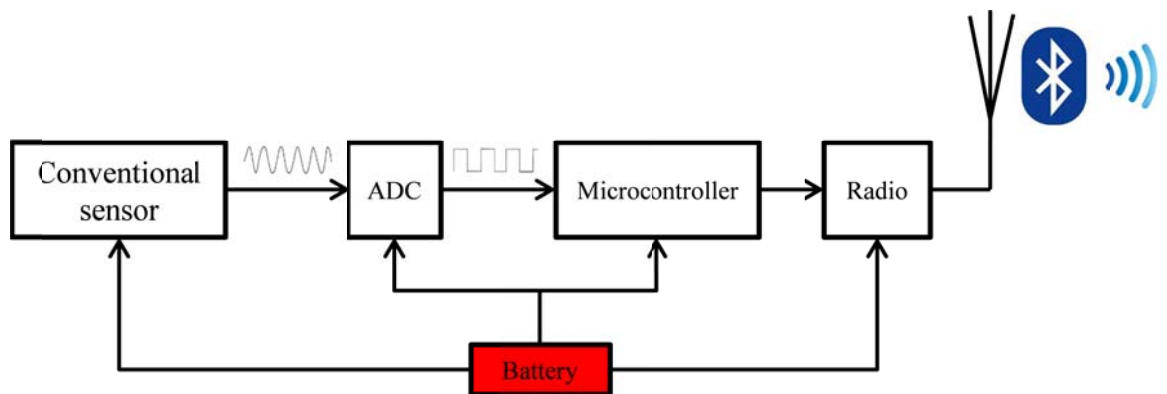 Conventional
sensor
ADC
Microcontroller
Radio
Battery